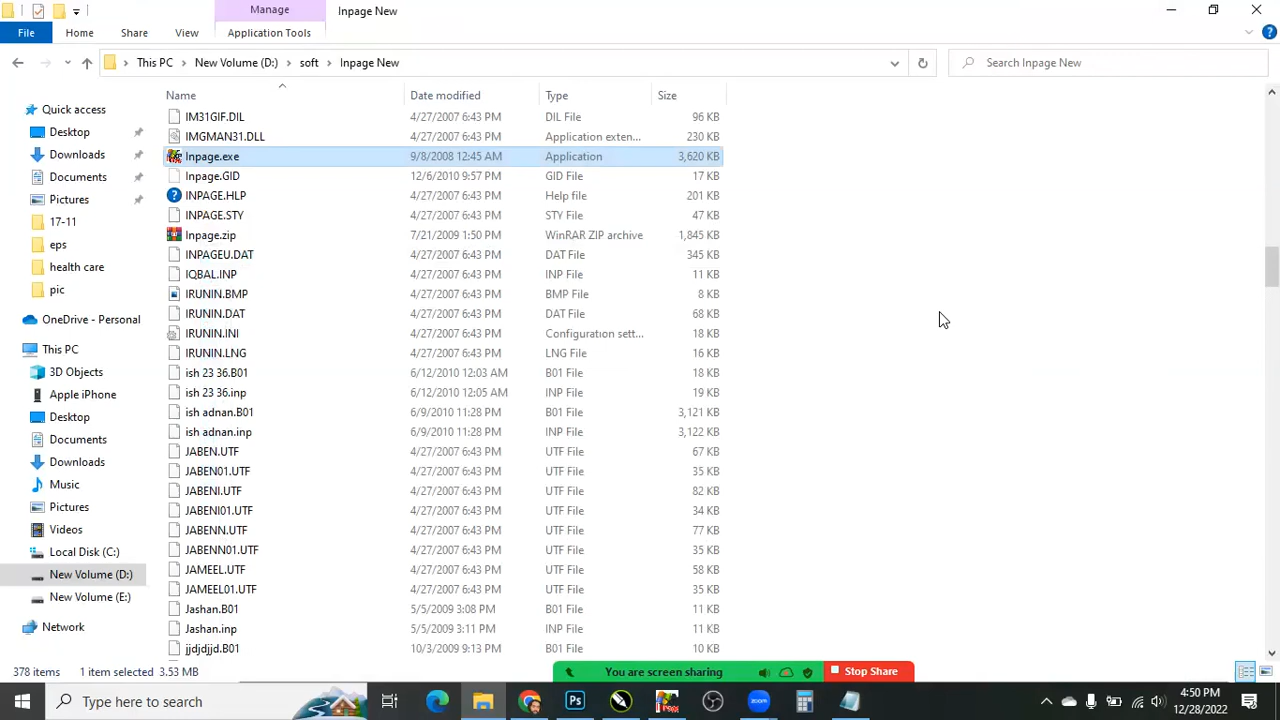 Manage
Inpage New
File
Home
Share
View
Application Tools
This PC
New Volume (D:)
soft
Inpage New
Search Inpage New
Name
Date modified
Type
Size
Quick access
Desktop
Downloads
Documents
Pictures
17-11
eps
health care
pic
OneDrive - Personal
This PC
3D Objects
Apple iPhone
Desktop
Documents
Downloads
Music
Pictures
Videos
Local Disk (C:)
New Volume (D:)
New Volume (E:)
Network
IM31GIF.DIL 4/27/2007 6:43 PM DIL File 96 KB
IMGMAN31.DLL 4/27/2007 6:43 PM Application exten... 230 KB
Inpage.exe 9/8/2008 12:45 AM Application 3,620 KB
Inpage.GID 12/6/2010 9:57 PM GID File 17 KB
INPAGE.HLP 4/27/2007 6:43 PM Help file 201 KB
INPAGE.STY 4/27/2007 6:43 PM STY File 47 KB
Inpage.zip 7/21/2009 1:50 PM WinRAR ZIP archive 1,845 KB
INPAGEU.DAT 4/27/2007 6:43 PM DAT File 345 KB
IQBAL.INP 4/27/2007 6:43 PM INP File 11 KB
IRUNIN.BMP 4/27/2007 6:43 PM BMP File 8 KB
IRUNIN.DAT 4/27/2007 6:43 PM DAT File 68 KB
IRUNIN.INI 4/27/2007 6:43 PM Configuration sett... 18 KB
IRUNIN.LNG 4/27/2007 6:43 PM LNG File 16 KB
ish 23 36.B01 6/12/2010 12:03 AM B01 File 18 KB
ish 23 36.inp 6/12/2010 12:05 AM INP File 19 KB
ish adnan.B01 6/9/2010 11:28 PM B01 File 3,121 KB
ish adnan.inp 6/9/2010 11:28 PM INP File 3,122 KB
JABEN.UTF 4/27/2007 6:43 PM UTF File 67 KB
JABEN01.UTF 4/27/2007 6:43 PM UTF File 35 KB
JABENI.UTF 4/27/2007 6:43 PM UTF File 82 KB
JABENI01.UTF 4/27/2007 6:43 PM UTF File 34 KB
JABENN.UTF 4/27/2007 6:43 PM UTF File 77 KB
JABENN01.UTF 4/27/2007 6:43 PM UTF File 35 KB
JAMEEL.UTF 4/27/2007 6:43 PM UTF File 58 KB
JAMEEL01.UTF 4/27/2007 6:43 PM UTF File 35 KB
Jashan.B01 5/5/2009 3:08 PM B01 File 11 KB
Jashan.inp 5/5/2009 3:11 PM INP File 11 KB
jjdjdjjd.B01 10/3/2009 9:13 PM B01 File 10 KB
378 items
1 item selected 3.53 MB
You are screen sharing
Stop Share
Type here to search
Ps
zoom
4:50 PM
12/28/2022